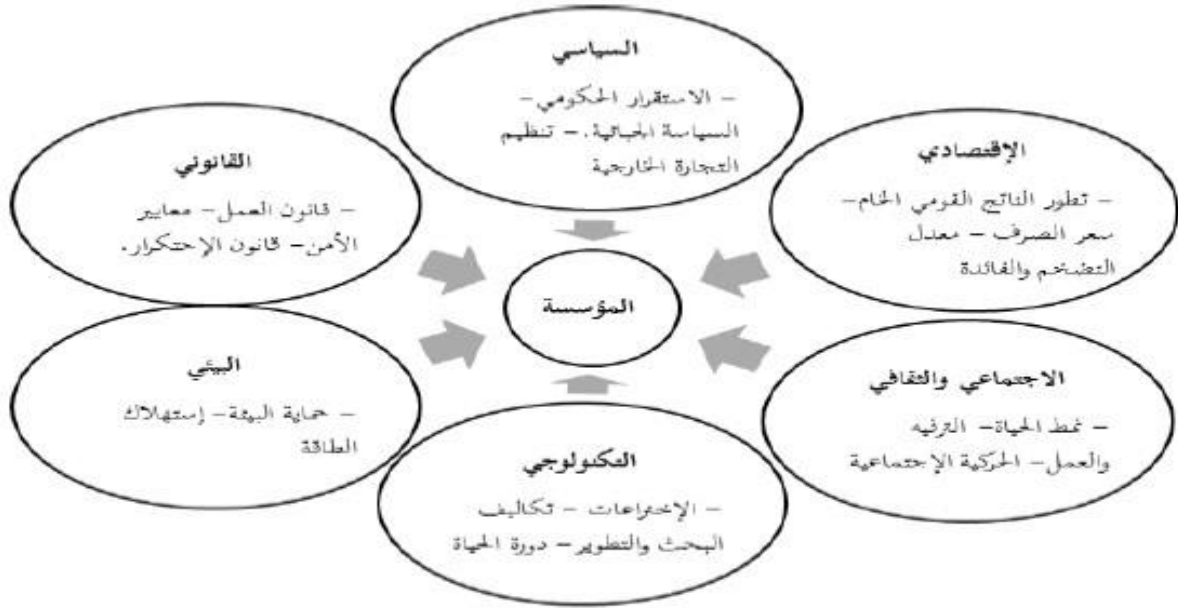 السياسي
– الاستقرار الحكومي–
السياسة الجبائية. – تنظيم
التجارة الخارجية
الإقتصادي
– تطور الناتج القومي الخام–
سعر الصرف – معدل
التضخم والفائدة
القانوني
– قانون العمل– معايير
الأمن– قانون الإحتكرار.
المؤسسة
الاجتماعي والثقافي
– نمط الحياة– الترفيه
والعمل– الحركية الإجتماعية
البيئي
– حماية البيئة– إستهلاك
الطاقة
التكنولوجي
– الإختراعات – تكاليف
البحث والتطوير– دورة الحياة